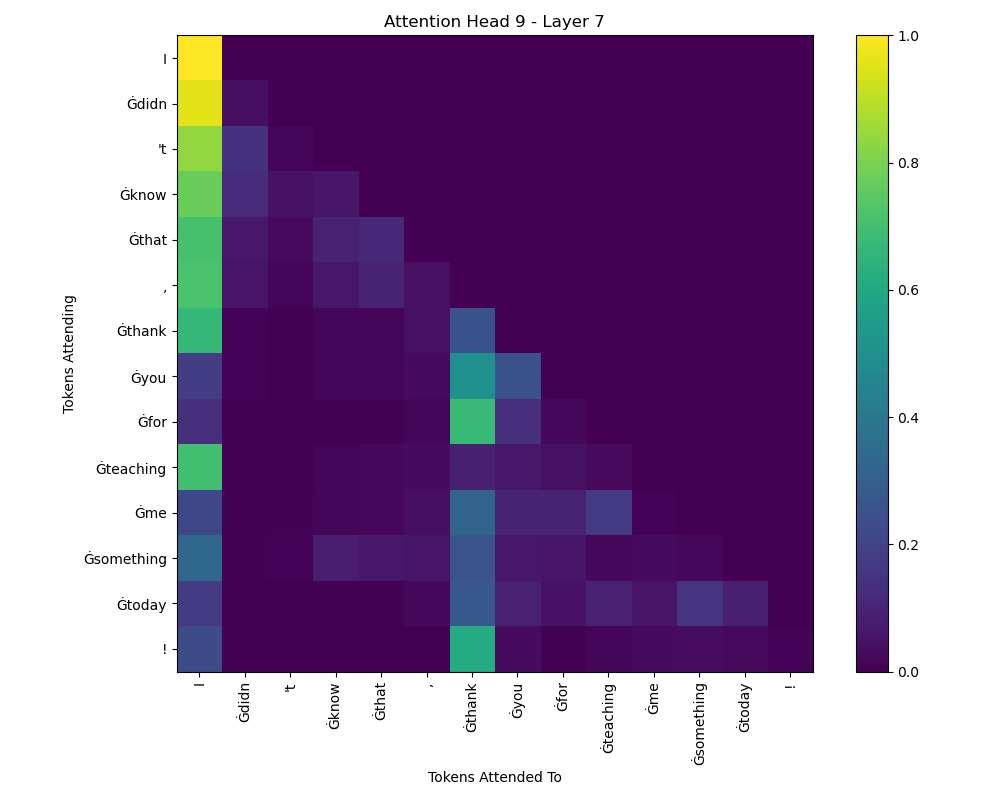 Attention Head 9 - Layer 7
I
Ġdidn
't
Ġknow
Ġthat
,
Ġthank
Ġyou
Ġfor
Ġteaching
Ġme
Ġsomething
Ġtoday
!
Tokens Attending
I
Ġdidn
't
Ġknow
Ġthat
,
Ġthank
Ġyou
Ġfor
Ġteaching
Ġme
Ġsomething
Ġtoday
!
Tokens Attended To
1.0
0.8
0.6
0.4
0.2
0.0